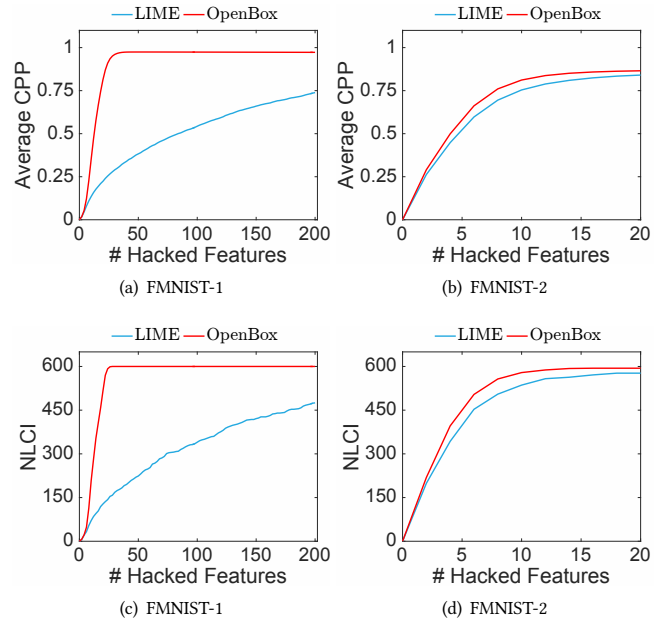 LIME OpenBox
LIME OpenBox
1
0.75
0.5
0.25
0
Average CPP
0 50 100 150 200
# Hacked Features
1
0.75
0.5
0.25
0
Average CPP
0 5 10 15 20
# Hacked Features
(a) FMNIST-1
(b) FMNIST-2
LIME OpenBox
LIME OpenBox
600
450
300
150
0
NLCI
0 50 100 150 200
# Hacked Features
600
450
300
150
0
NLCI
0 5 10 15 20
# Hacked Features
(c) FMNIST-1
(d) FMNIST-2